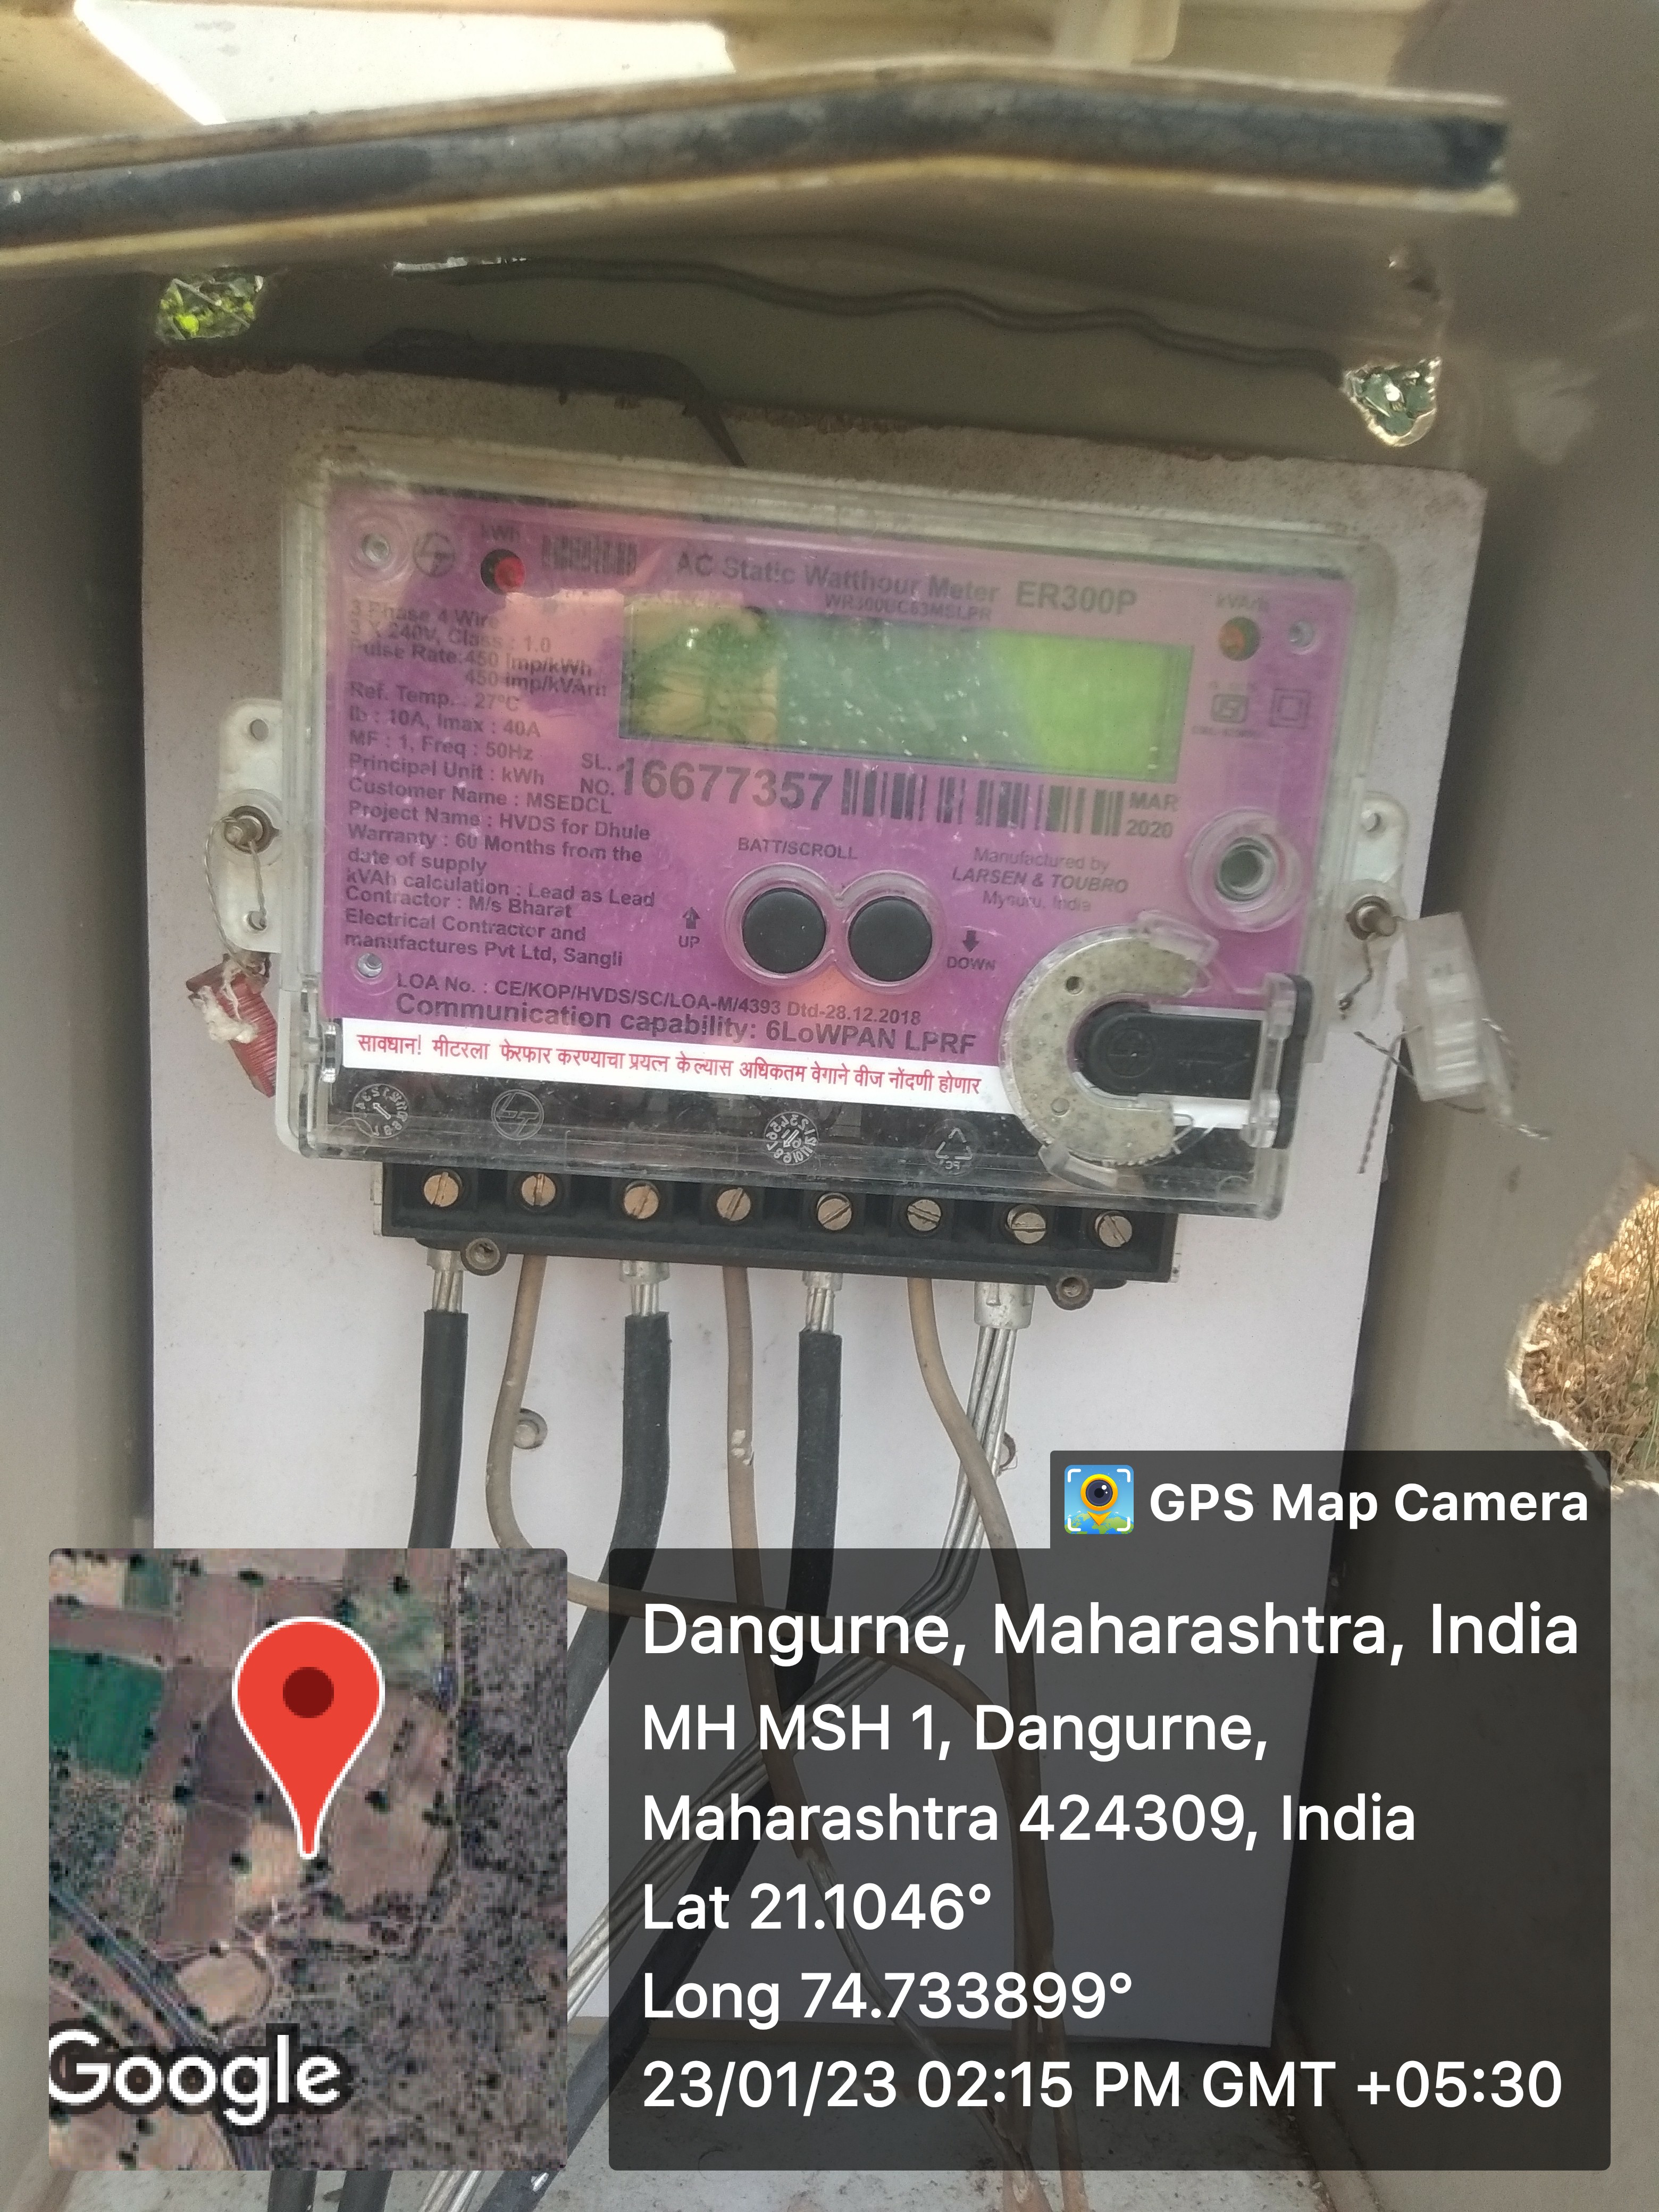 kWh
AC Static Watthour Meter ER300P
kVArh
3 Phase 4 Wire
240V, Class : 1.0
Pulse Rate:450 Imp/kWh
450 imp/kVArh
Ref. Temp. : 27°C
Ib : 10A, Imax : 40A
MF : 1, Freq : 50Hz
Principal Unit : kWh
SL.
NO. 16677357
MAR
2020
Customer Name : MSEDCL
Project Name : HVDS for Dhule
Warranty : 60 Months from the
date of supply
kVAh calculation : Lead as Lead
Contractor : M/s Bharat
Electrical Contractor and
manufactures Pvt Ltd, Sangli
BATT/SCROLL
UP
DOWN
Manufactured by
LARSEN & TOUBRO
Mysuru, India
LOA No. : CE/KOP/HVDS/SC/LOA-M/4393 Dtd-28.12.2018
Communication capability: 6LoWPAN LPRF
सावधान! मीटरला फेरफार करण्याचा प्रयत्न केल्यास अधिकतम वेगाने वीज नोंदणी होणार
GPS Map Camera
Dangurne, Maharashtra, India
MH MSH 1, Dangurne,
Maharashtra 424309, India
Lat 21.1046°
Long 74.733899°
23/01/23 02:15 PM GMT +05:30
Google